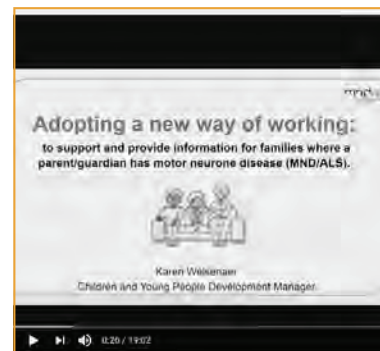 mnd
Adopting a new way of working:
to support and provide information for families where a
parent/guardian has motor neurone disease (MND/ALS).
Karen
Children and Young People Development Manager
0:20 / 19:02